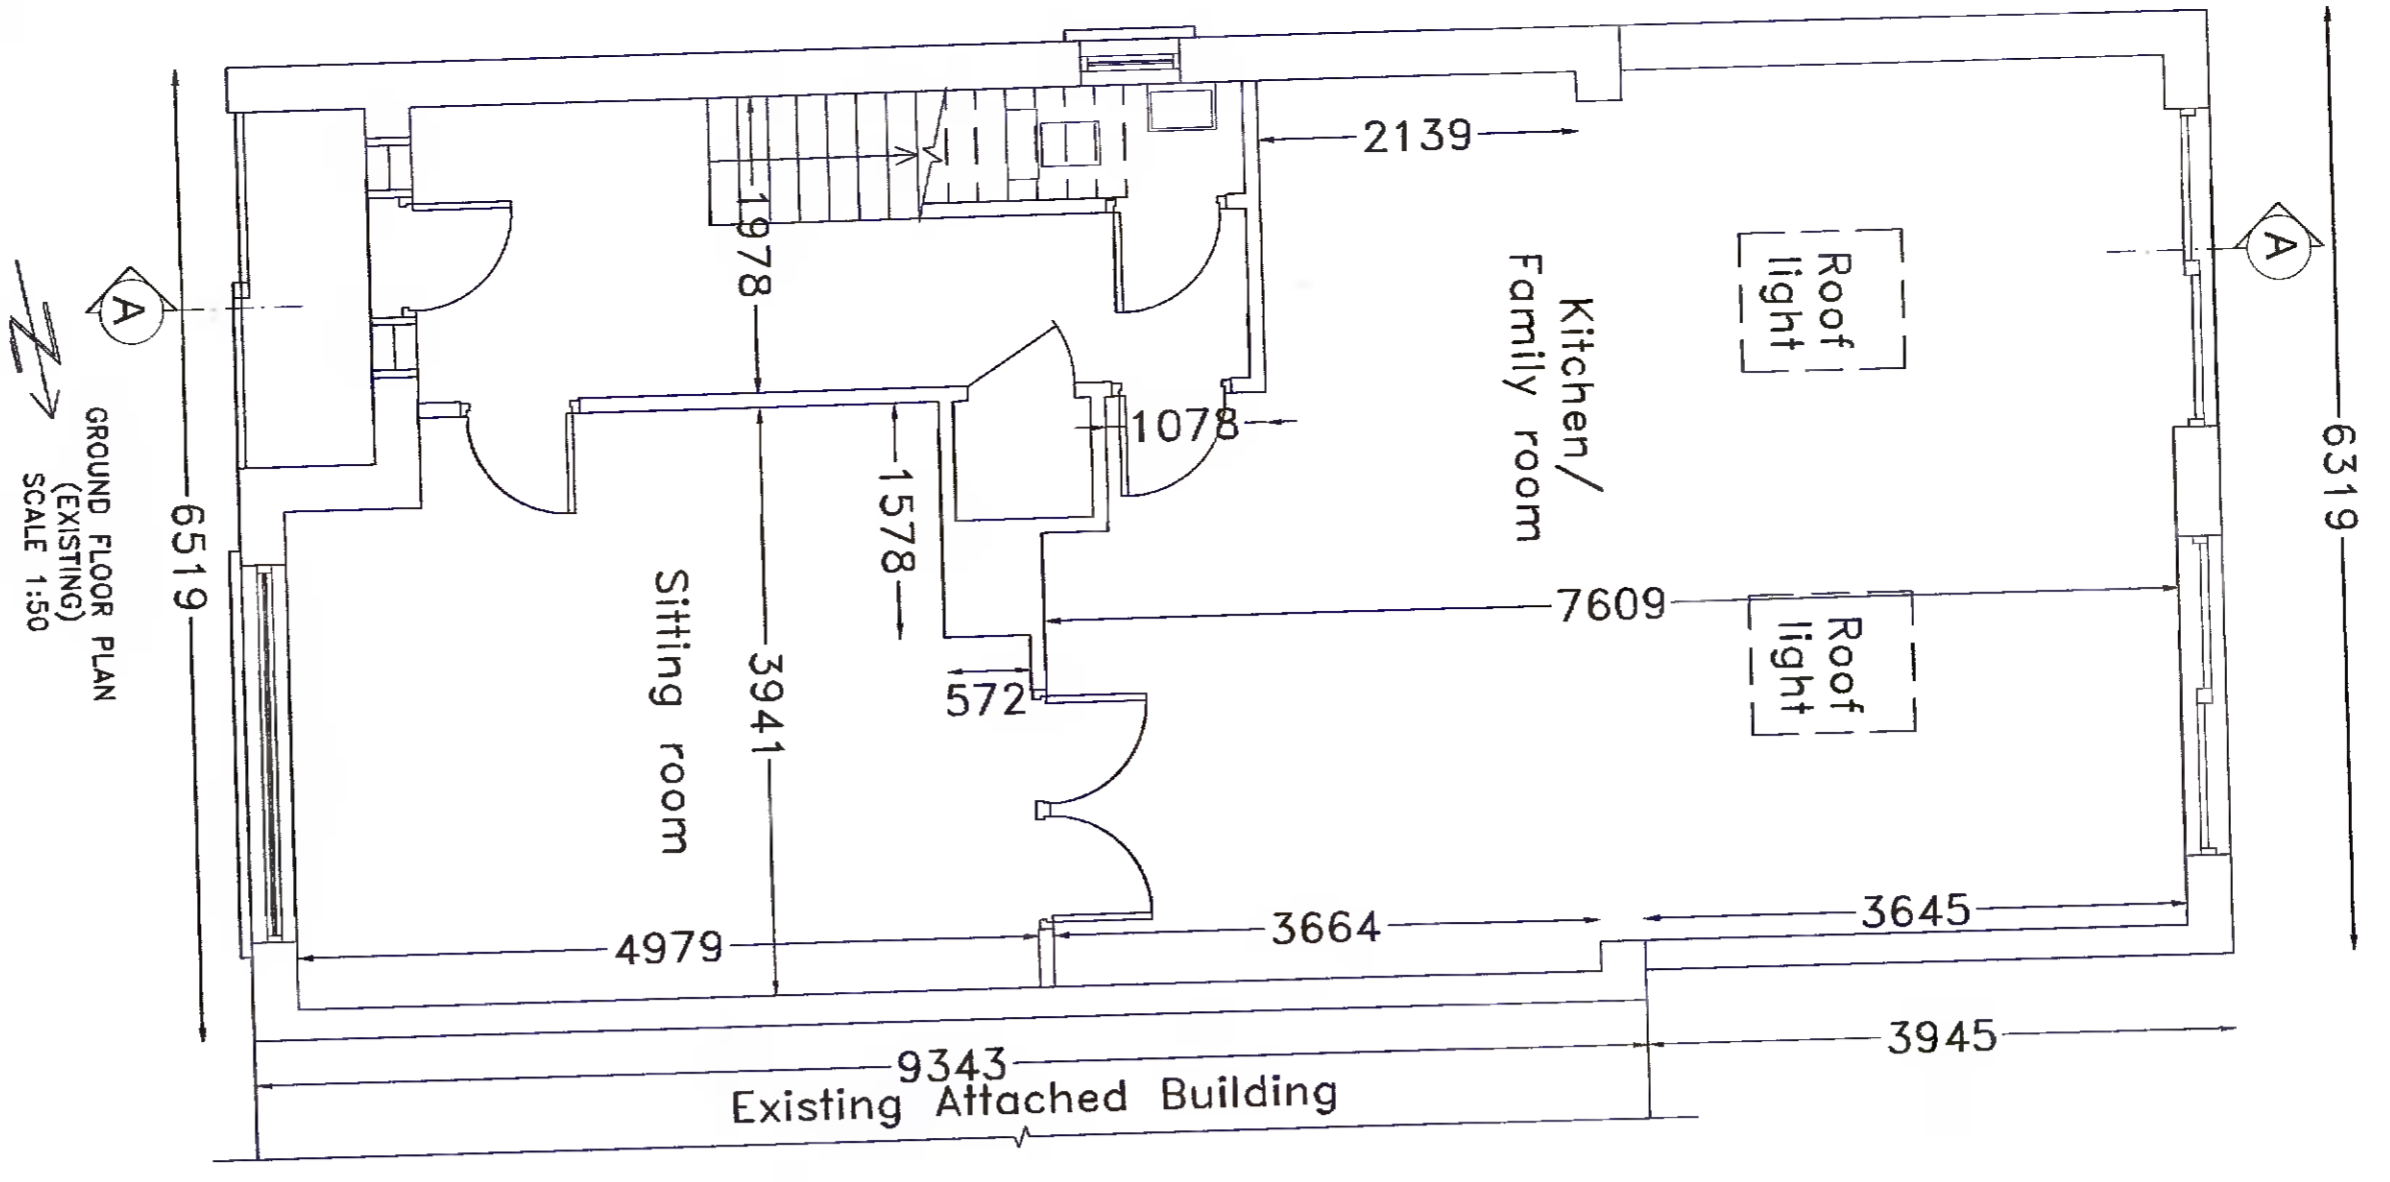 2139
1978
A
A
Roof
light
Kitchen/
Family room
1078
6319
GROUND FLOOR PLAN
(EXISTING)
SCALE 1:50
6519
1578
7609
Sitting room
3941
572
Roof
light
4979
3664
3645
9343
3945
Existing Attached Building